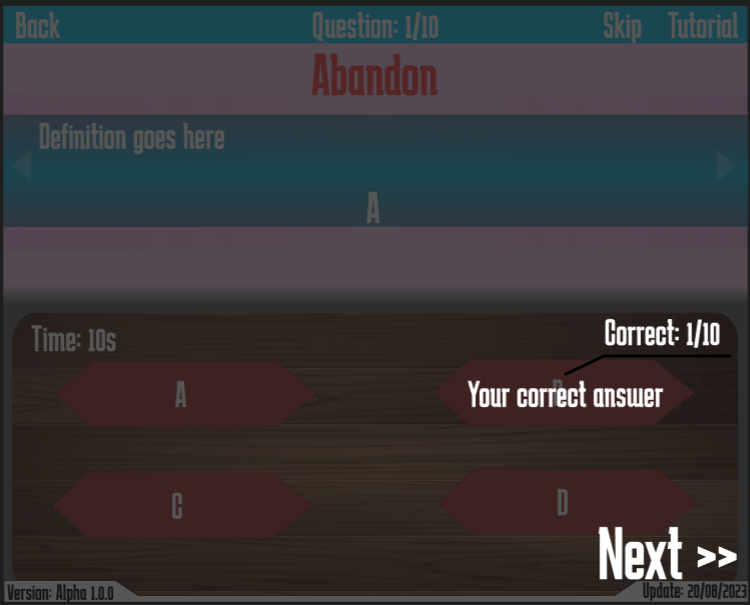 Back Question: 1/10 Skip Tutorial
Abandon
Definition goes here
A
Time: 10s Correct: 1/10
A Your correct answer
C D
Next >>
Version: Alpha 1.0.0 Update: 20/08/2023